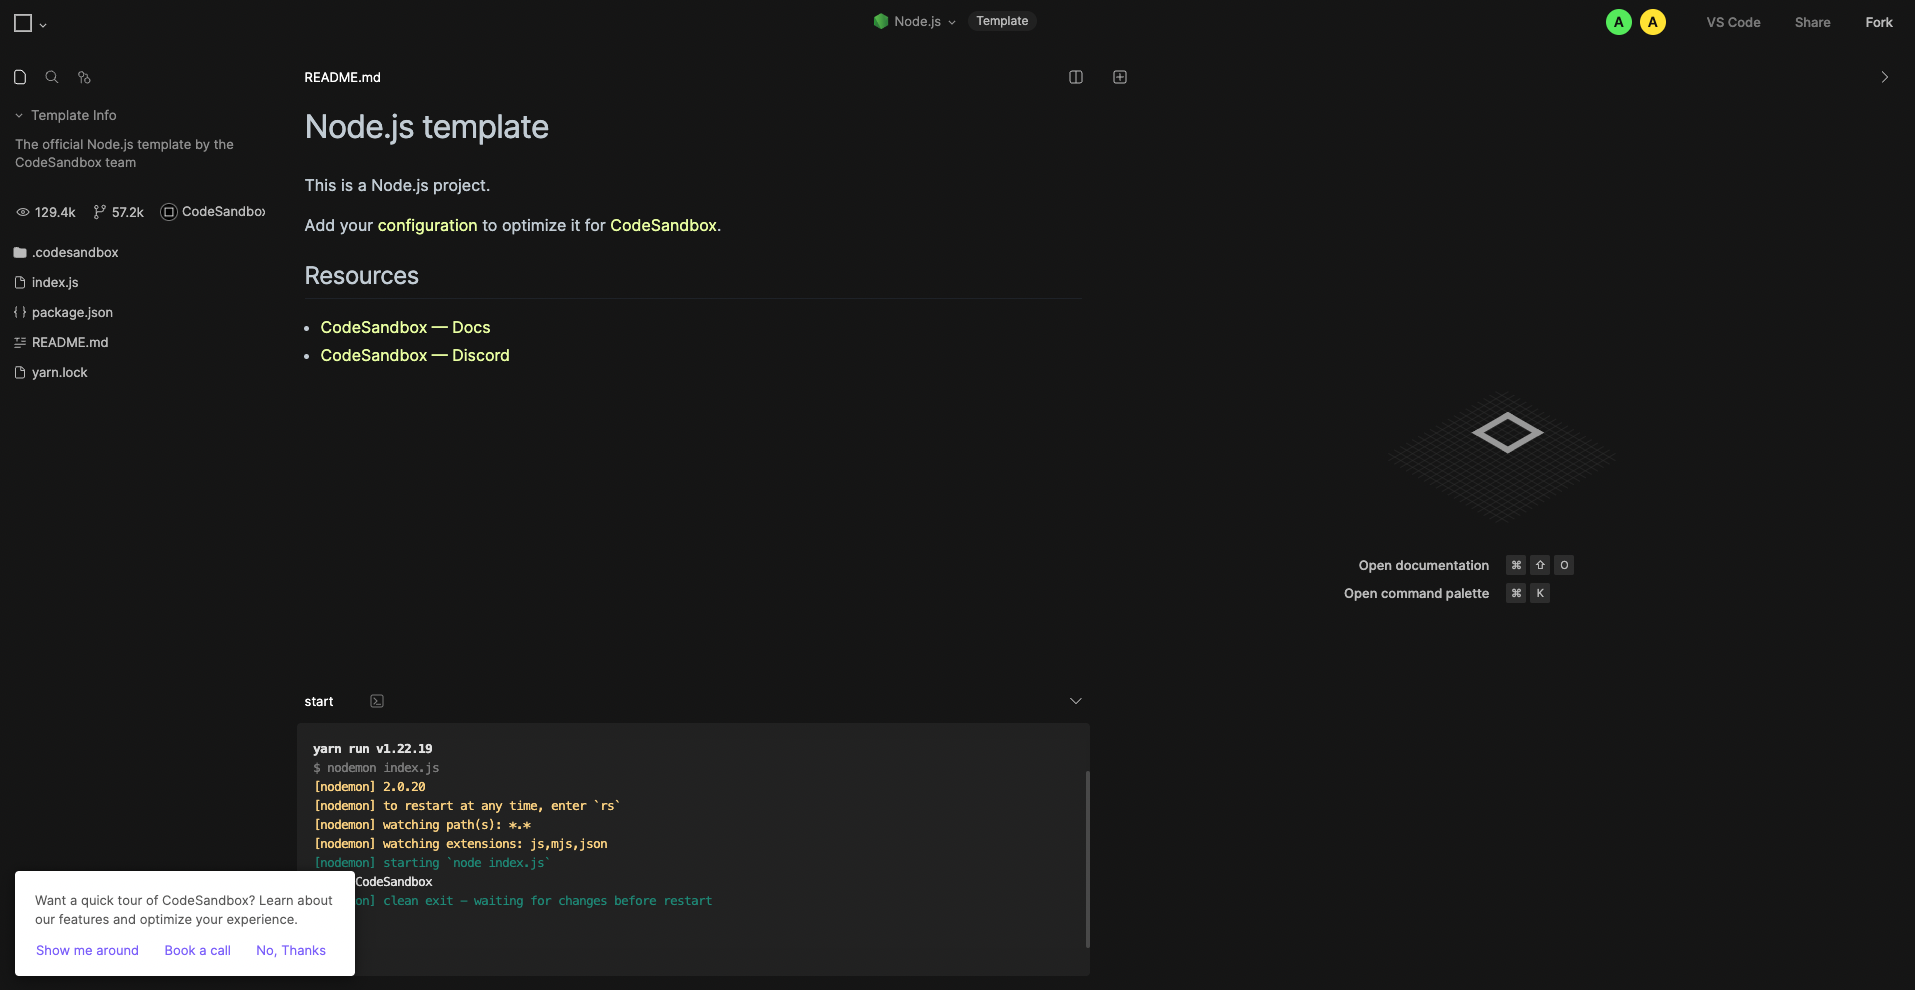 Node.js
Template
A
A
VS Code
Share
Fork
Template Info
The official Node.js template by the
CodeSandbox team
129.4k
57.2k
CodeSandbox
.codesandbox
index.js
package.json
README.md
yarn.lock
README.md
Node.js template
This is a Node.js project.
Add your configuration to optimize it for CodeSandbox.
Resources
• CodeSandbox — Docs
• CodeSandbox — Discord
Open documentation ⌘ ⇧ O
Open command palette ⌘ K
start
yarn run v1.22.19
$ nodemon index.js
[nodemon] 2.0.20
[nodemon] to restart at any time, enter `rs`
[nodemon] watching path(s): *.*
[nodemon] watching extensions: js,mjs,json
[nodemon] starting `node index.js`
CodeSandbox
on] clean exit - waiting for changes before restart
Want a quick tour of CodeSandbox? Learn about
our features and optimize your experience.
Show me around
Book a call
No, Thanks